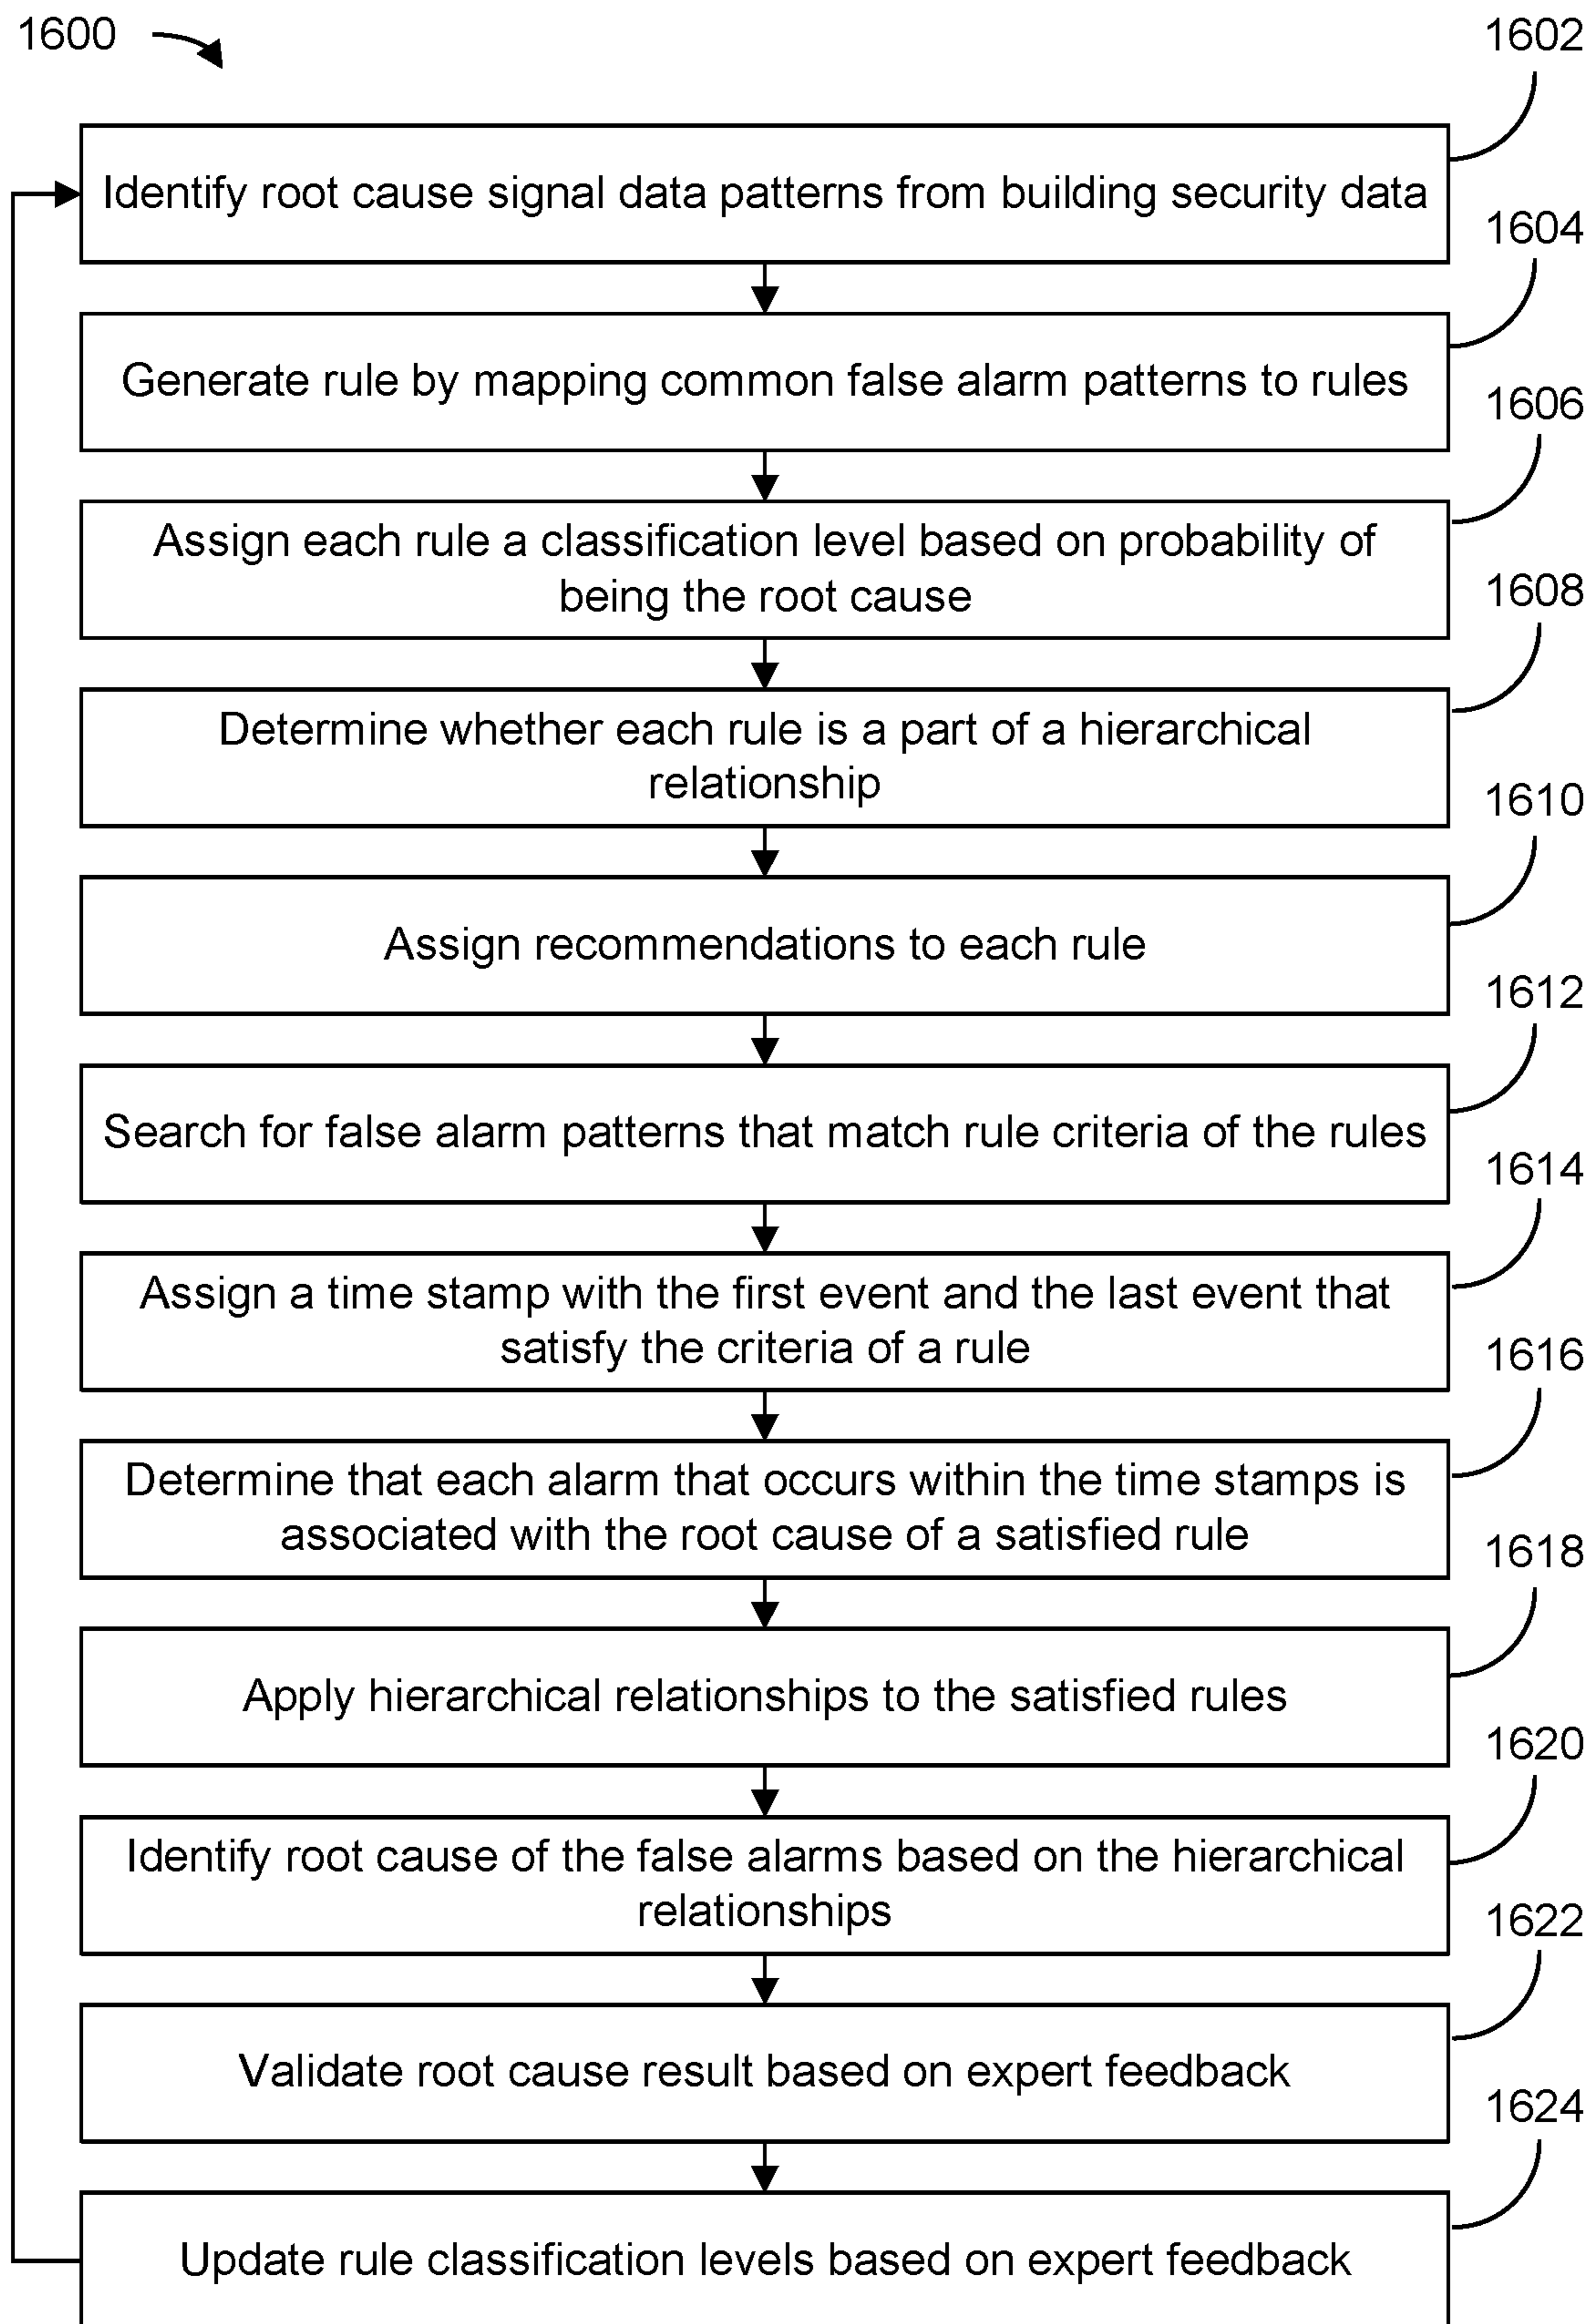 1600
1602
Identify root cause signal data patterns from building security data
1604
Generate rule by mapping common false alarm patterns to rules
1606
Assign each rule a classification level based on probability of
being the root cause
1608
Determine whether each rule is a part of a hierarchical
relationship
1610
Assign recommendations to each rule
1612
Search for false alarm patterns that match rule criteria of the rules
1614
Assign a time stamp with the first event and the last event that
satisfy the criteria of a rule
1616
Determine that each alarm that occurs within the time stamps is
associated with the root cause of a satisfied rule
1618
Apply hierarchical relationships to the satisfied rules
1620
Identify root cause of the false alarms based on the hierarchical
relationships
1622
Validate root cause result based on expert feedback
1624
Update rule classification levels based on expert feedback